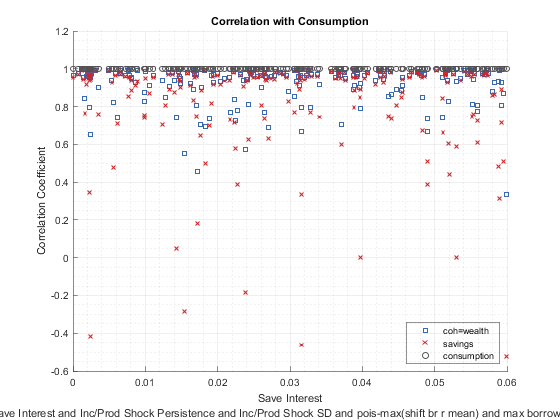 Correlation with Consumption
1.2
1
0.8
0.6
0.4
0.2
0
-0.2
-0.4
-0.6
Correlation Coefficient
coh=wealth
savings
consumption
0 0.01 0.02 0.03 0.04 0.05 0.06
Save Interest
Interest and Inc/Prod Shock Persistence and Inc/Prod Shock SD and pois-max(shift br r mean) and max